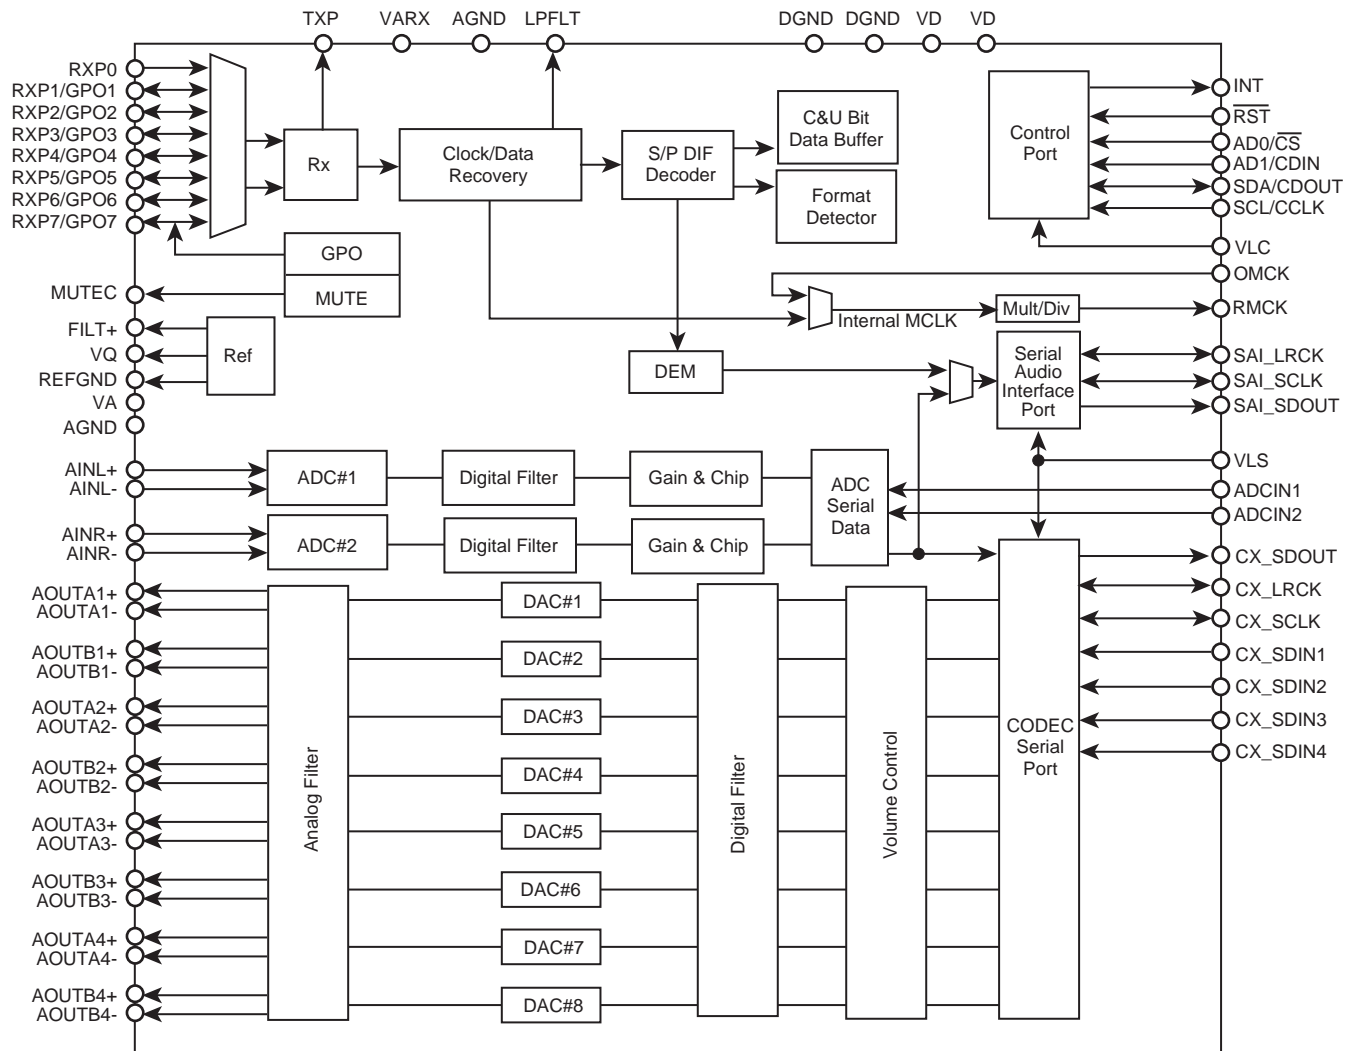 TXP VARX AGND LPFLT DGND DGND VD VD
RXP0
RXP1/GPO1
RXP2/GPO2
RXP3/GPO3
RXP4/GPO4
RXP5/GPO5
RXP6/GPO6
RXP7/GPO7
MUTEC
FILT+
VQ
REFGND
VA
AGND
AINL+
AINL-
AINR+
AINR-
AOUTA1+
AOUTA1-
AOUTB1+
AOUTB1-
AOUTA2+
AOUTA2-
AOUTB2+
AOUTB2-
AOUTA3+
AOUTA3-
AOUTB3+
AOUTB3-
AOUTA4+
AOUTA4-
AOUTB4+
AOUTB4-
Rx
Clock/Data
Recovery
S/P DIF
Decoder
C&U Bit
Data Buffer
Format
Detector
Control
Port
GPO
MUTE
Ref
Internal MCLK
Mult/Div
DEM
Serial
Audio
Interface
Port
ADC#1
Digital Filter
Gain & Chip
ADC
Serial
Data
ADC#2
Digital Filter
Gain & Chip
Analog Filter
DAC#1
DAC#2
DAC#3
DAC#4
DAC#5
DAC#6
DAC#7
DAC#8
Digital Filter
Volume Control
CODEC
Serial
Port
INT
RST
AD0/CS
AD1/CDIN
SDA/CDOUT
SCL/CCLK
VLC
OMCK
RMCK
SAI_LRCK
SAI_SCLK
SAI_SDOUT
VLS
ADCIN1
ADCIN2
CX_SDOUT
CX_LRCK
CX_SCLK
CX_SDIN1
CX_SDIN2
CX_SDIN3
CX_SDIN4